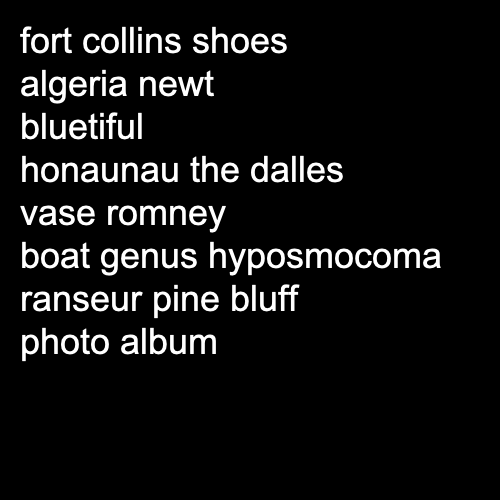 fort collins shoes
algeria newt
bluetiful
honaunau the dalles
vase romney
boat genus hyposmocoma
ranseur pine bluff
photo album